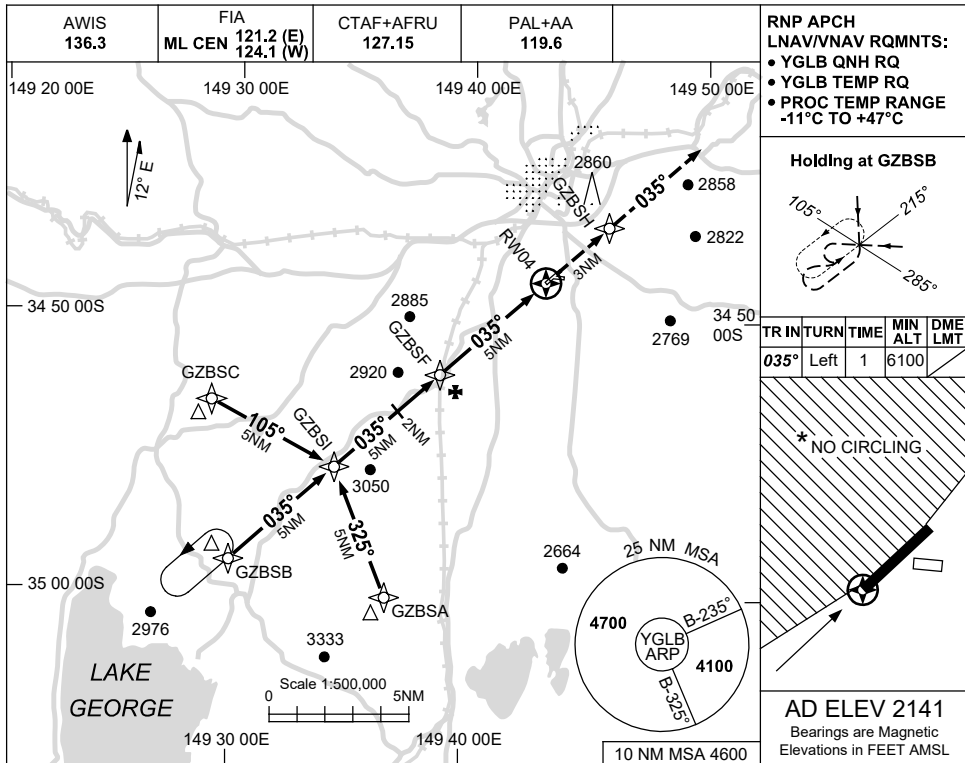 AWIS
136.3
FIA
ML CEN 121.2 (E)
124.1 (W)
CTAF+AFRU
127.15
PAL+AA
119.6
RNP APCH
LNAV/VNAV RQMNTS:
● YGLB QNH RQ
● YGLB TEMP RQ
● PROC TEMP RANGE
-11°C TO +47°C
149 20 00E
149 30 00E
149 40 00E
149 50 00E
12° E
2860
GZBSH
035°
2858
2822
RW04
3NM
Holding at GZBSB
105°
215°
285°
34 50 00S
2885
GZBSF
035°
5NM
2769
34 50
00S
TR IN TURN TIME MIN ALT DME LMT
035° Left 1 6100
GZBSC
2920
105°
5NM
GZBSI
035°
5NM
2NM
3050
* NO CIRCLING
035°
5NM
325°
5NM
GZBSB
GZBSA
35 00 00S
2976
3333
2664
25 NM MSA
4700
B-235°
YGLB
ARP
4100
B-325°
LAKE
GEORGE
Scale 1:500,000
0 5NM
149 30 00E
149 40 00E
10 NM MSA 4600
AD ELEV 2141
Bearings are Magnetic
Elevations in FEET AMSL